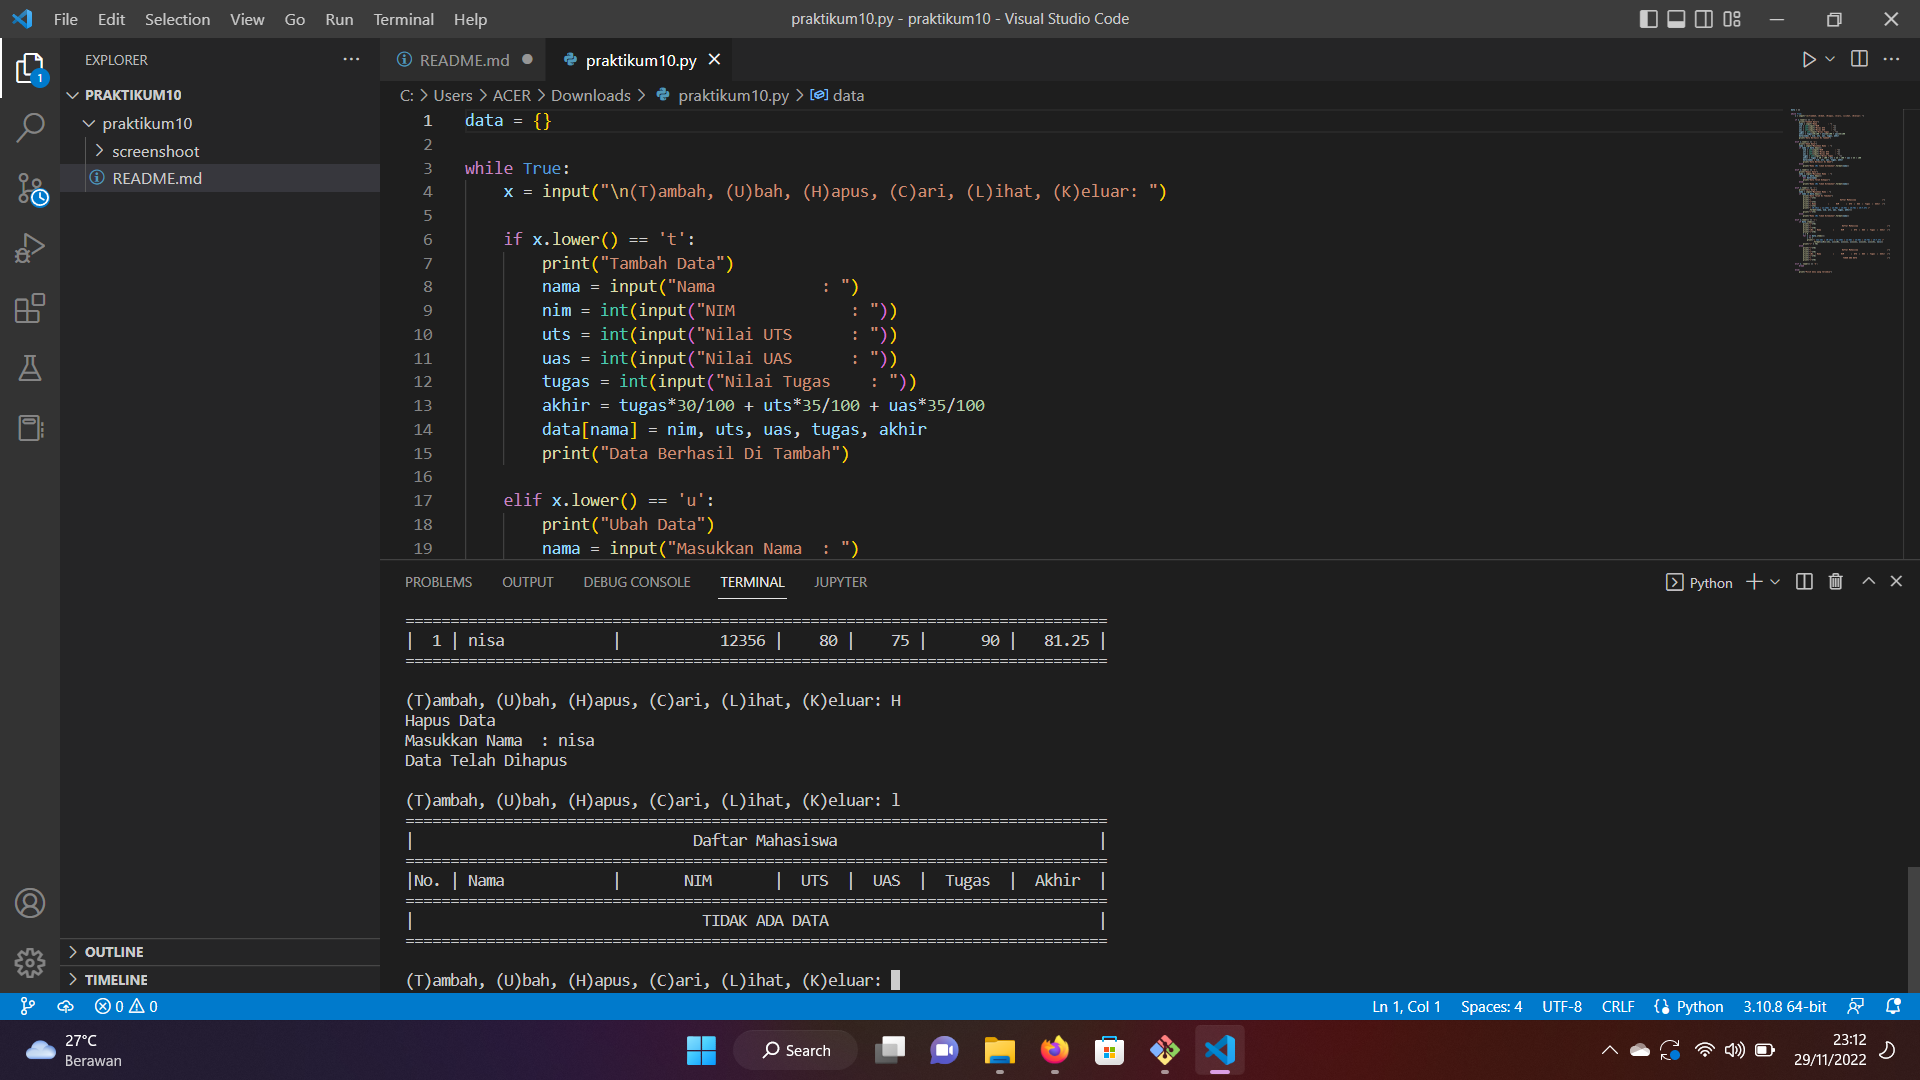 File Edit Selection View Go Run Terminal Help
praktikum10.py - praktikum10 - Visual Studio Code
EXPLORER
1
PRAKTIKUM10
praktikum10
screenshoot
README.md
README.md
praktikum10.py
C: > Users > ACER > Downloads > praktikum10.py > data
1 data = {}
2
3 while True:
4 x = input("\n(T)ambah, (U)bah, (H)apus, (C)ari, (L)ihat, (K)eluar: ")
5
6 if x.lower() == 't':
7 print("Tambah Data")
8 nama = input("Nama           : ")
9 nim = int(input("NIM            : "))
10 uts = int(input("Nilai UTS      : "))
11 uas = int(input("Nilai UAS      : "))
12 tugas = int(input("Nilai Tugas    : "))
13 akhir = tugas*30/100 + uts*35/100 + uas*35/100
14 data[nama] = nim, uts, uas, tugas, akhir
15 print("Data Berhasil Di Tambah")
16
17 elif x.lower() == 'u':
18 print("Ubah Data")
19 nama = input("Masukkan Nama  : ")
PROBLEMS OUTPUT DEBUG CONSOLE TERMINAL JUPYTER
Python
==============================================================================
|  1 | nisa            |           12356 |    80 |    75 |      90 |   81.25 |
==============================================================================
(T)ambah, (U)bah, (H)apus, (C)ari, (L)ihat, (K)eluar: H
Hapus Data
Masukkan Nama  : nisa
Data Telah Dihapus
(T)ambah, (U)bah, (H)apus, (C)ari, (L)ihat, (K)eluar: l
==============================================================================
|                               Daftar Mahasiswa                             |
==============================================================================
|No. | Nama            |       NIM       |  UTS  |  UAS  |  Tugas  |  Akhir  |
==============================================================================
|                                TIDAK ADA DATA                              |
==============================================================================
(T)ambah, (U)bah, (H)apus, (C)ari, (L)ihat, (K)eluar:
OUTLINE
TIMELINE
0 0
Ln 1, Col 1 Spaces: 4 UTF-8 CRLF Python 3.10.8 64-bit
27°C
Berawan
Search
23:12
29/11/2022